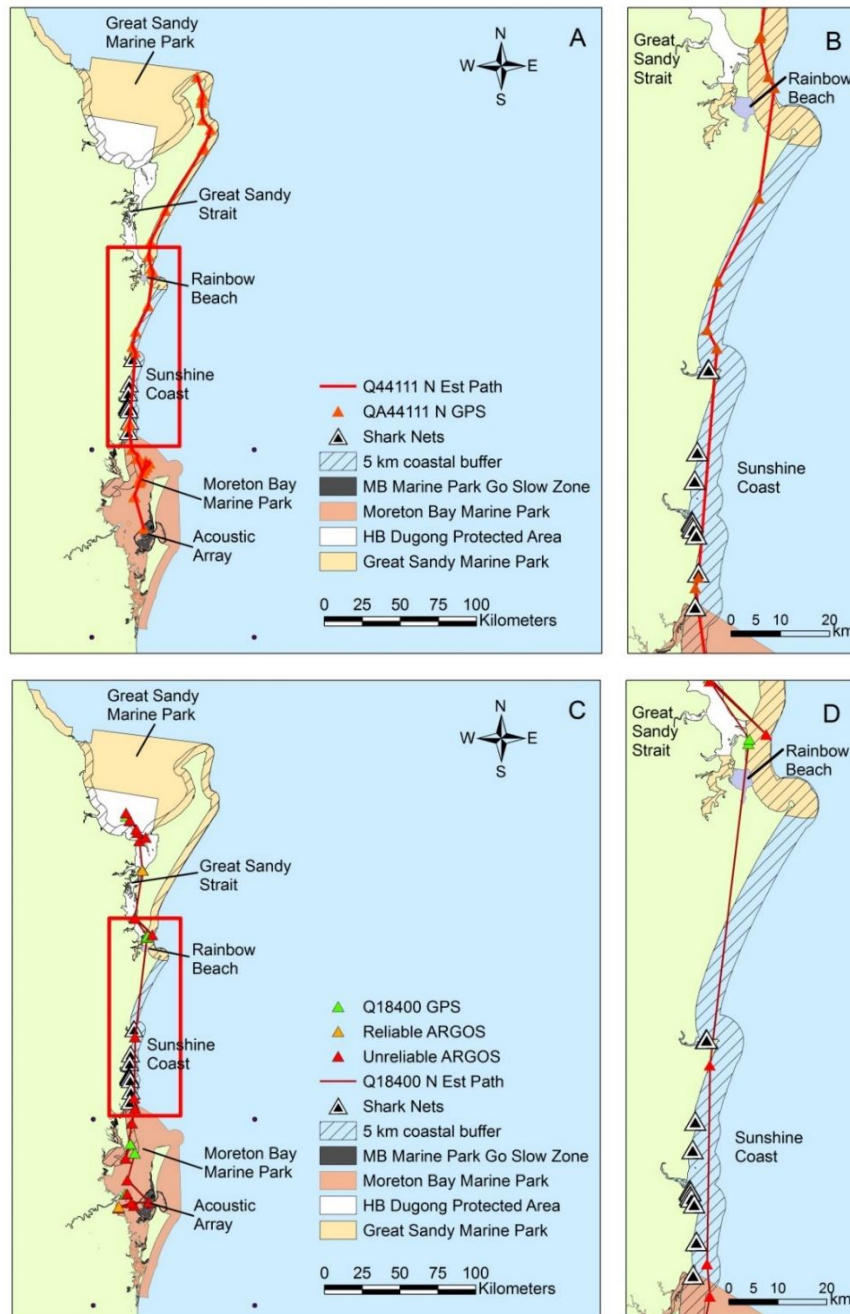 Great Sandy
Marine Park
N
W E
S
A
Great Sandy
Strait
Rainbow
Beach
Sunshine
Coast
Moreton Bay
Marine Park
Acoustic
Array
Q44111 N Est Path
QA44111 N GPS
Shark Nets
5 km coastal buffer
MB Marine Park Go Slow Zone
Moreton Bay Marine Park
HB Dugong Protected Area
Great Sandy Marine Park
0 25 50 75 100
Kilometers
B
Great
Sandy
Strait
Rainbow
Beach
Sunshine
Coast
0 5 10 20
km
Great Sandy
Marine Park
N
W E
S
C
Great Sandy
Strait
Rainbow
Beach
Sunshine
Coast
Moreton Bay
Marine Park
Acoustic
Array
Q18400 GPS
Reliable ARGOS
Unreliable ARGOS
Q18400 N Est Path
Shark Nets
5 km coastal buffer
MB Marine Park Go Slow Zone
Moreton Bay Marine Park
HB Dugong Protected Area
Great Sandy Marine Park
0 25 50 75 100
Kilometers
D
Great
Sandy
Strait
Rainbow
Beach
Sunshine
Coast
0 5 10 20
km